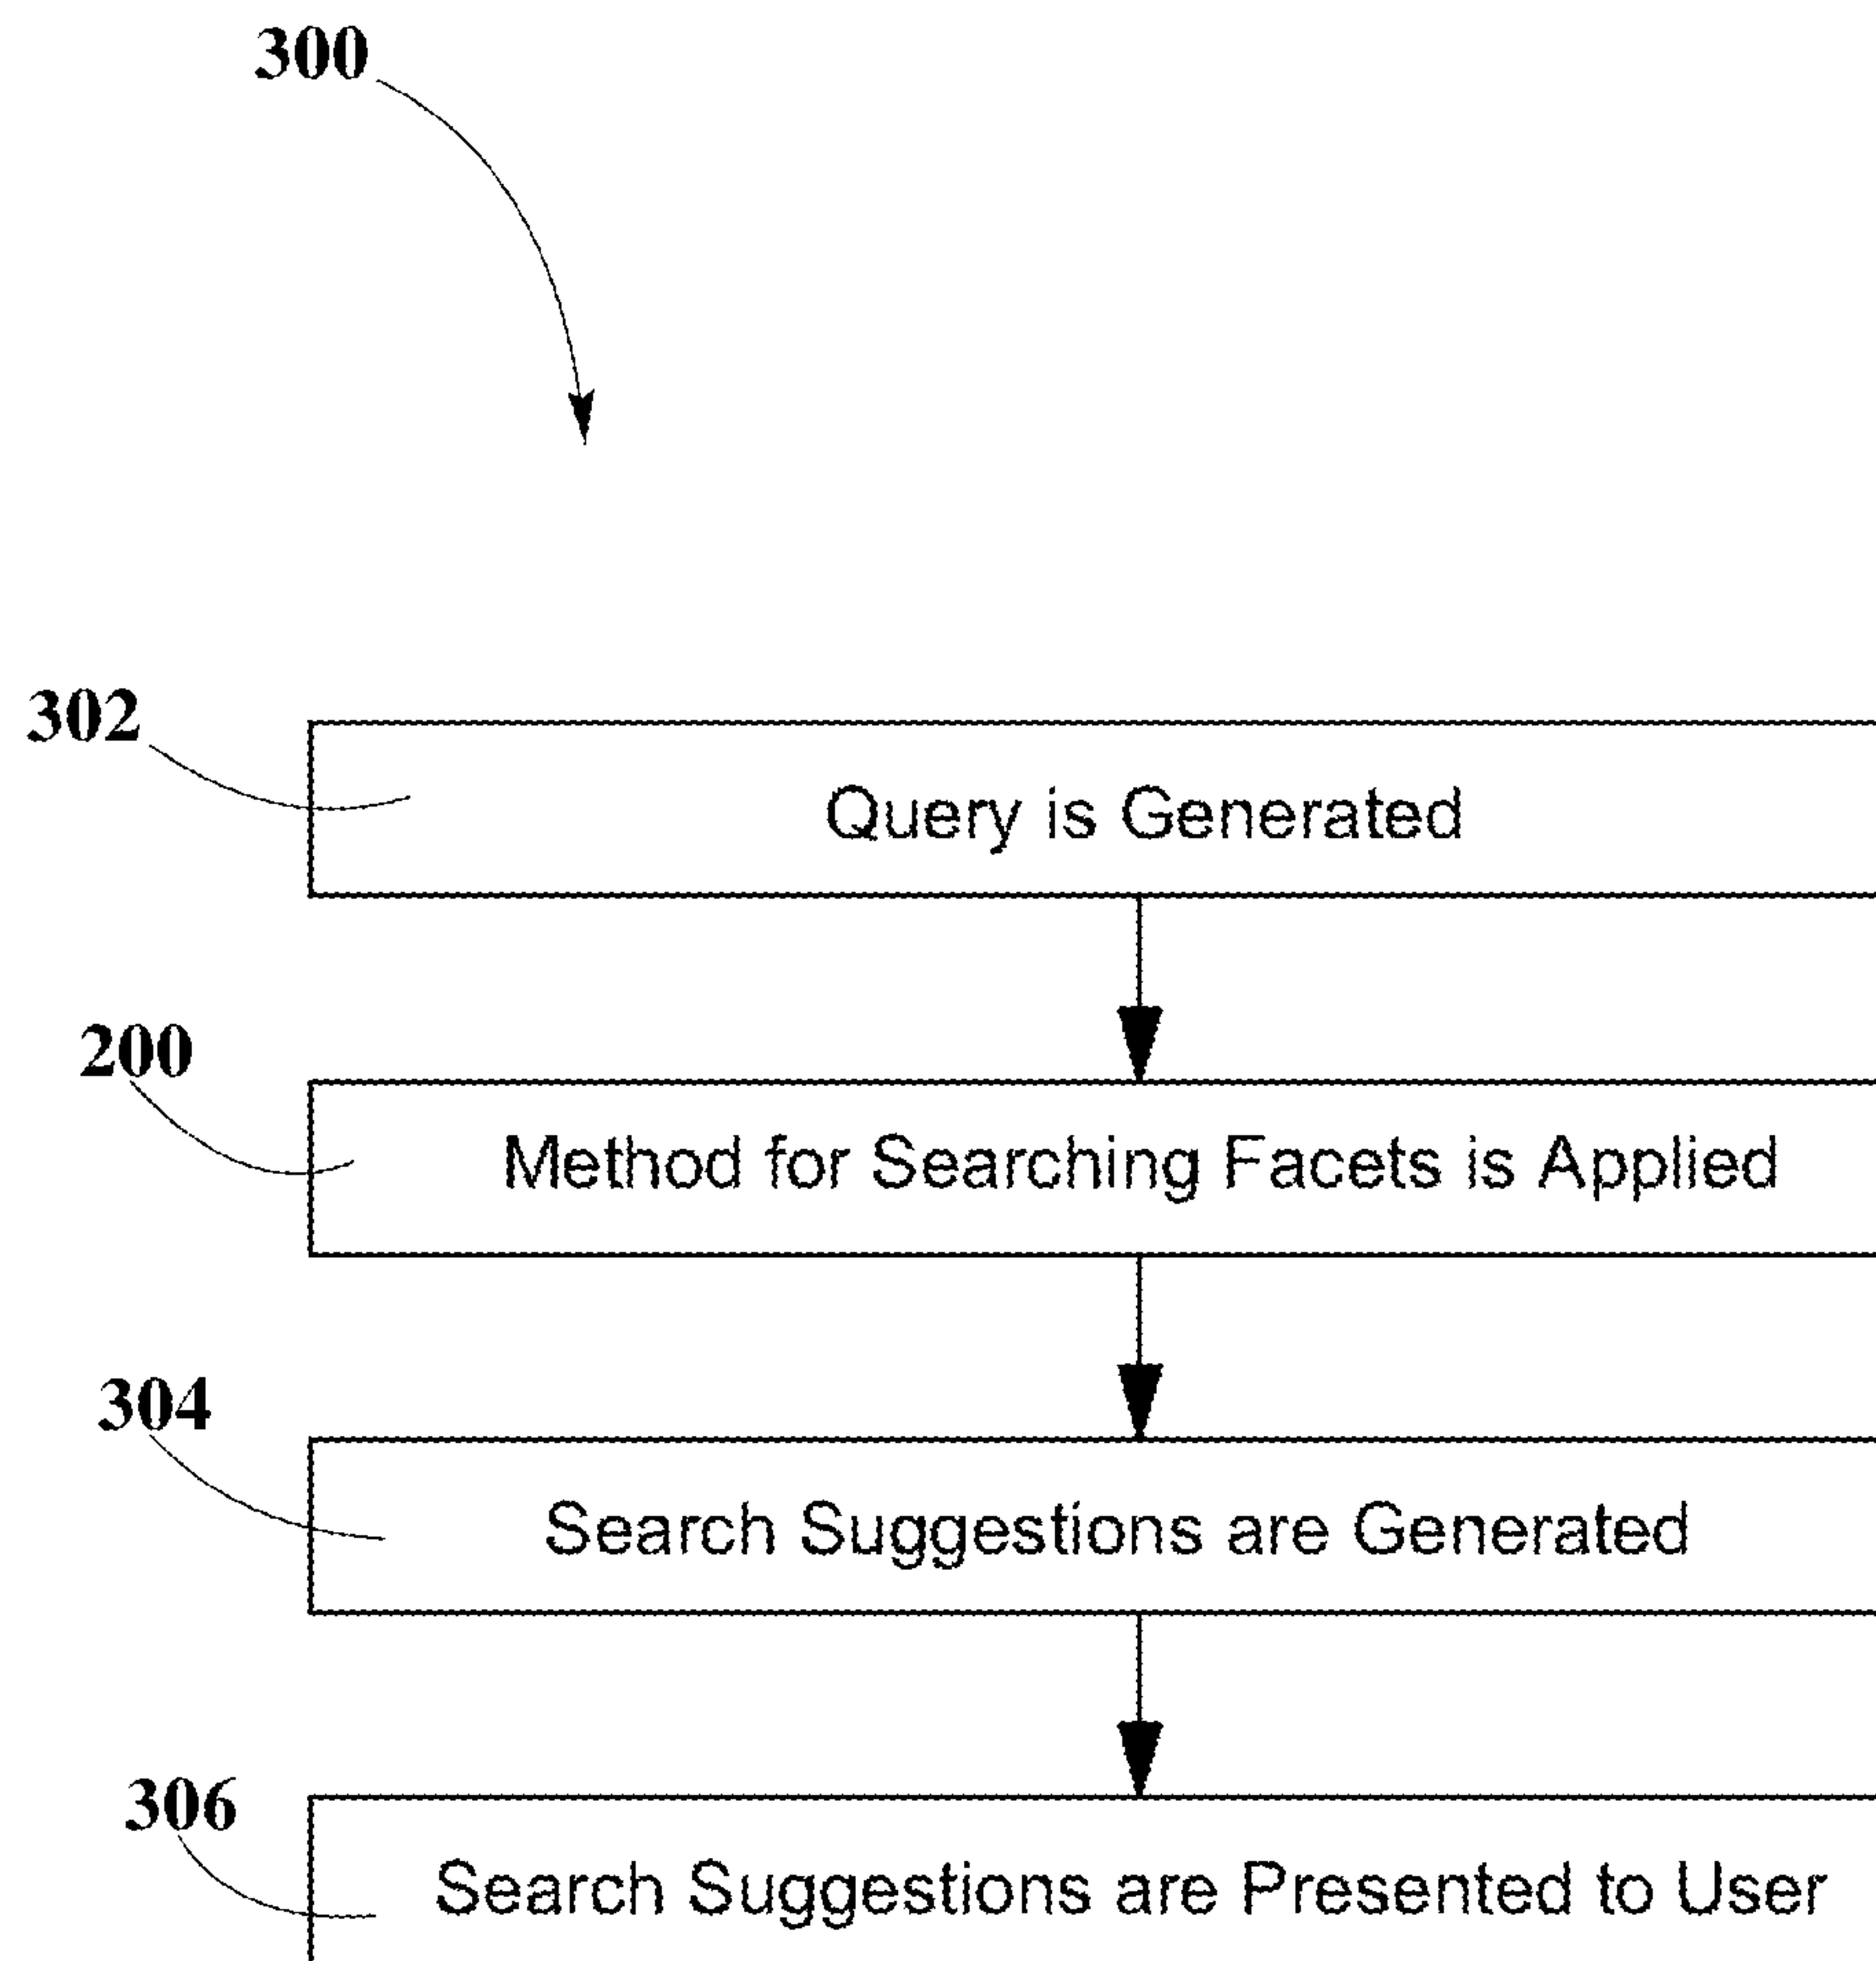 300
302
Query is Generated
200
Method for Searching Facets is Applied
304
Search Suggestions are Generated
306
Search Suggestions are Presented to User